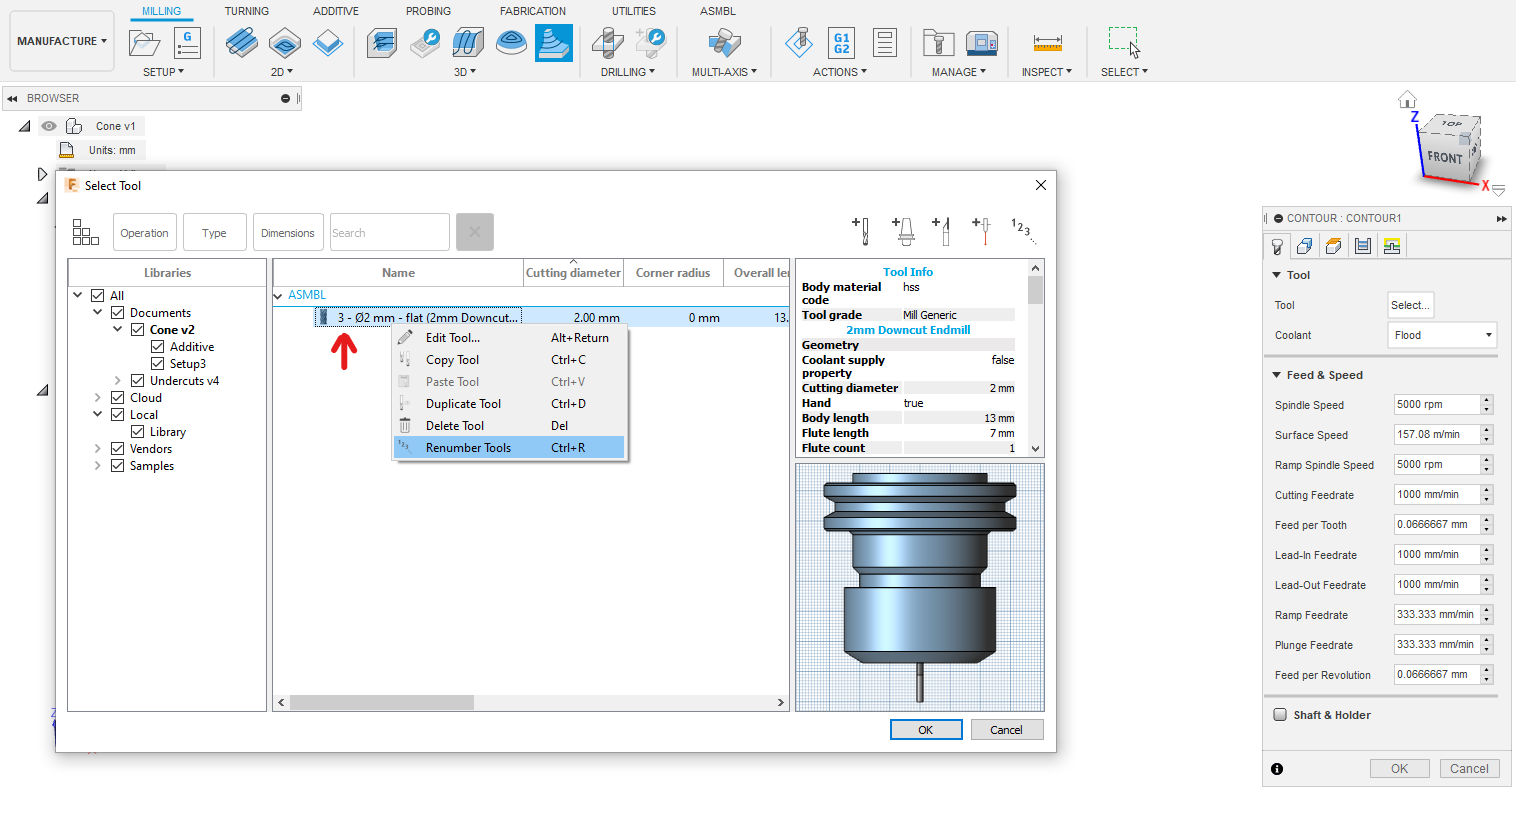 MILLING TURNING ADDITIVE PROBING FABRICATION UTILITIES ASMBL
MANUFACTURE
G
G1
G2
SETUP 2D 3D DRILLING MULTI-AXIS ACTIONS MANAGE INSPECT SELECT
BROWSER
Cone v1
Units: mm
Z
TOP
FRONT
X
Select Tool
Operation Type Dimensions Search
123
Libraries
All
Documents
Cone v2
Additive
Setup3
Undercuts v4
Cloud
Local
Library
Vendors
Samples
Name Cutting diameter Corner radius Overall len
ASMBL
3 - Ø2 mm - flat (2mm Downcut... 2.00 mm 0 mm 13.
Edit Tool... Alt+Return
Copy Tool Ctrl+C
Paste Tool Ctrl+V
Duplicate Tool Ctrl+D
Delete Tool Del
Renumber Tools Ctrl+R
Tool Info
Body material code hss
Tool grade Mill Generic
2mm Downcut Endmill
Geometry
Coolant supply property false
Cutting diameter 2 mm
Hand true
Body length 13 mm
Flute length 7 mm
Flute count 1
OK Cancel
Z
CONTOUR : CONTOUR1
Tool
Tool Select...
Coolant Flood
Feed & Speed
Spindle Speed 5000 rpm
Surface Speed 157.08 m/min
Ramp Spindle Speed 5000 rpm
Cutting Feedrate 1000 mm/min
Feed per Tooth 0.0666667 mm
Lead-In Feedrate 1000 mm/min
Lead-Out Feedrate 1000 mm/min
Ramp Feedrate 333.333 mm/min
Plunge Feedrate 333.333 mm/min
Feed per Revolution 0.0666667 mm
Shaft & Holder
OK Cancel